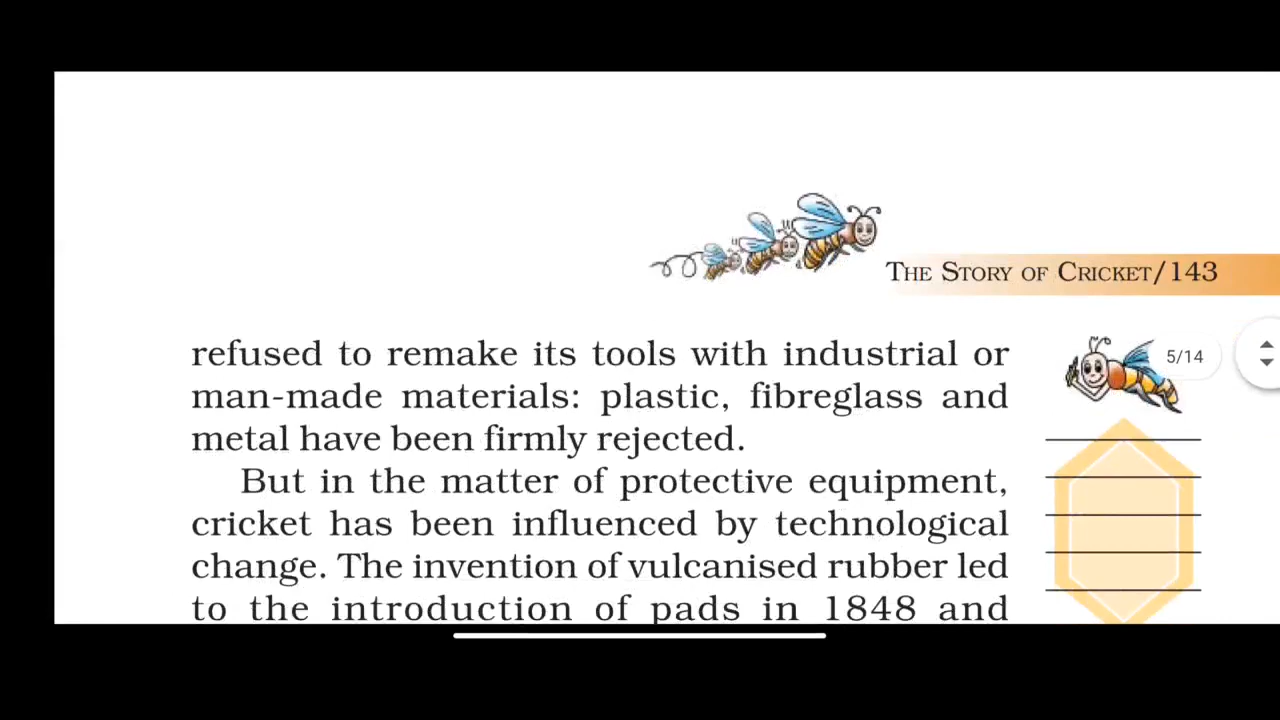 THE STORY OF CRICKET/143
5/14
refused to remake its tools with industrial or
man-made materials: plastic, fibreglass and
metal have been firmly rejected.
But in the matter of protective equipment,
cricket has been influenced by technological
change. The invention of vulcanised rubber led
to the introduction of pads in 1848 and